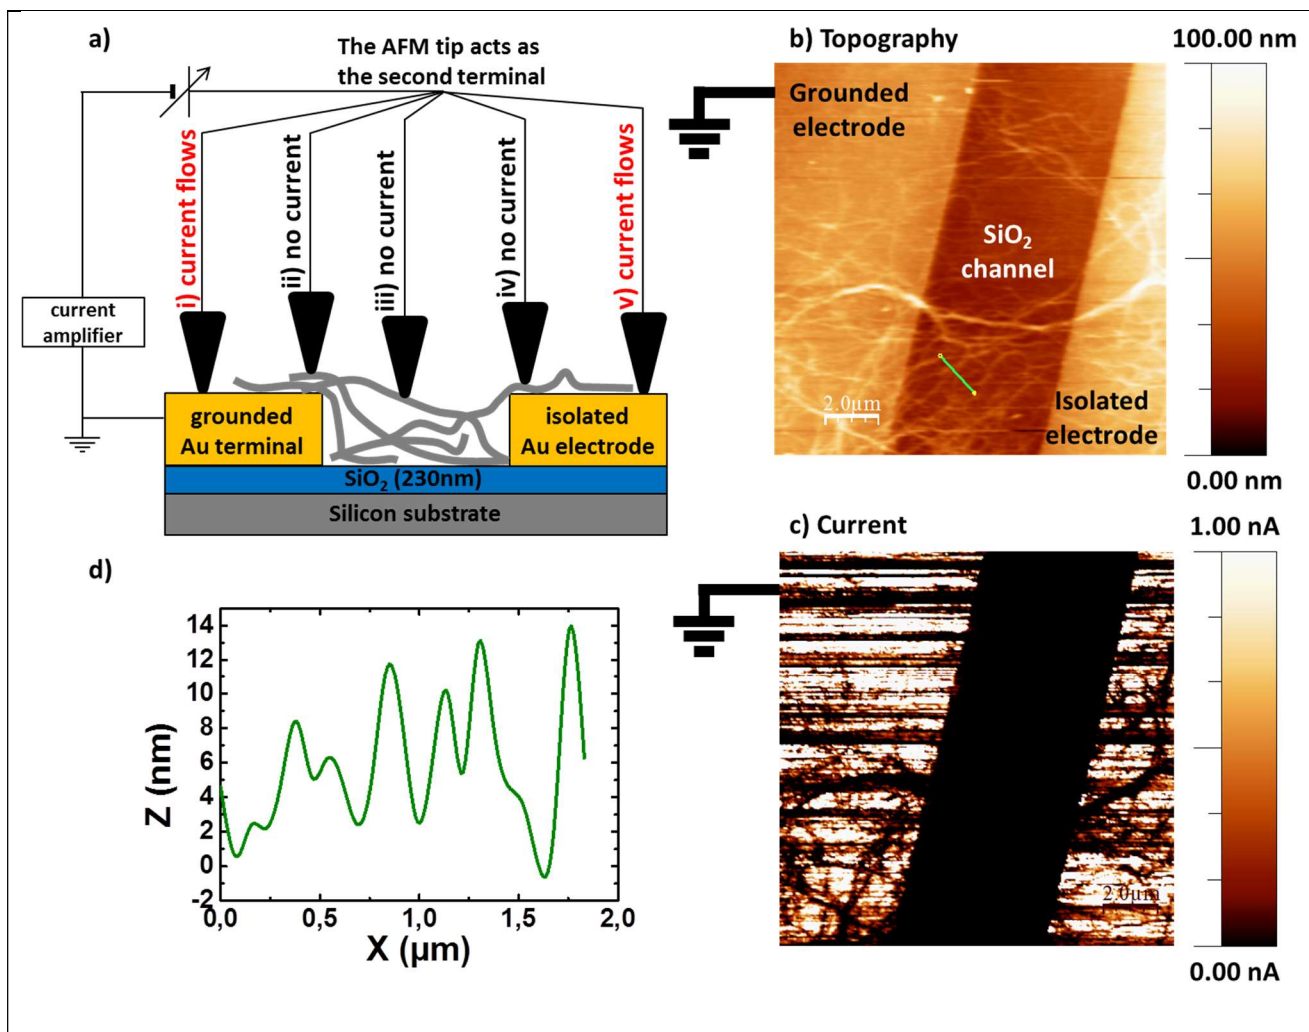 a)
The AFM tip acts as
the second terminal
i) current flows
ii) no current
iii) no current
iv) no current
v) current flows
current
amplifier
grounded
Au terminal
isolated
Au electrode
SiO₂ (230nm)
Silicon substrate
b) Topography
100.00 nm
Grounded
electrode
SiO₂
channel
2.0µm
Isolated
electrode
0.00 nm
c) Current
1.00 nA
2.0µm
0.00 nA
d)
Z (nm)
14
12
10
8
6
4
2
0
-2
0,0
0,5
1,0
1,5
2,0
X (µm)